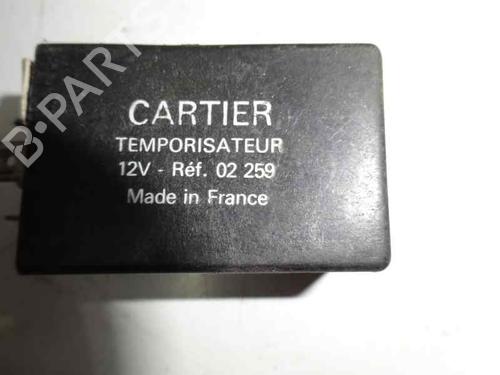 CARTIER
TEMPORISATEUR
12V - Réf. 02 259
Made in France
B-PARTS